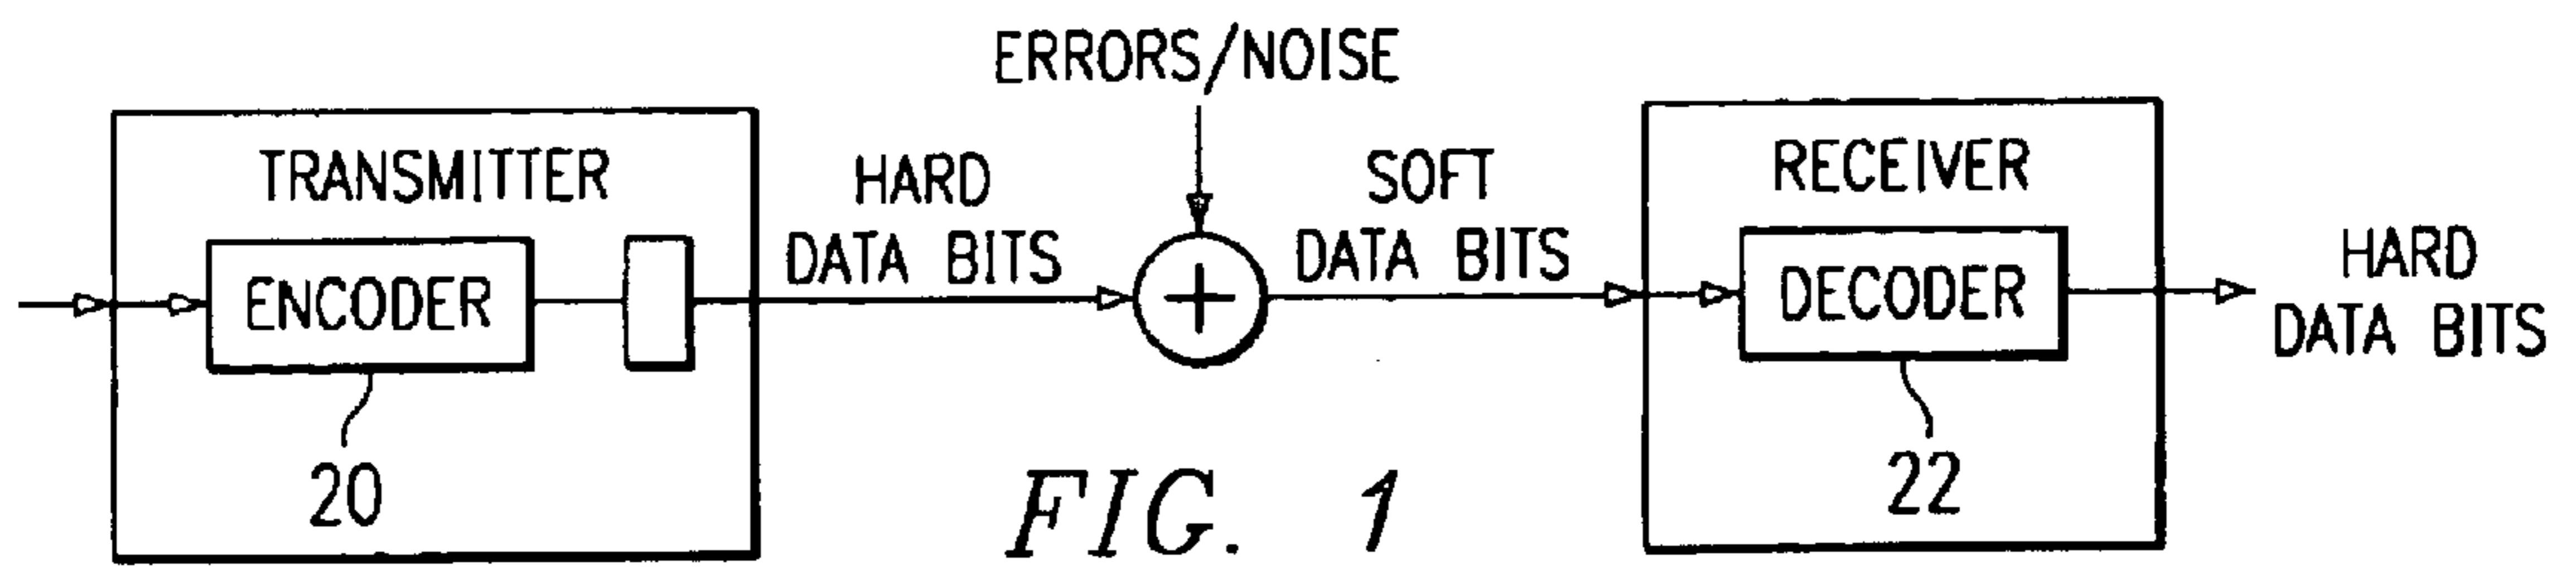 ERRORS/NOISE
TRANSMITTER
ENCODER
20
HARD
DATA BITS
+
SOFT
DATA BITS
RECEIVER
DECODER
22
HARD
DATA BITS
FIG. 1